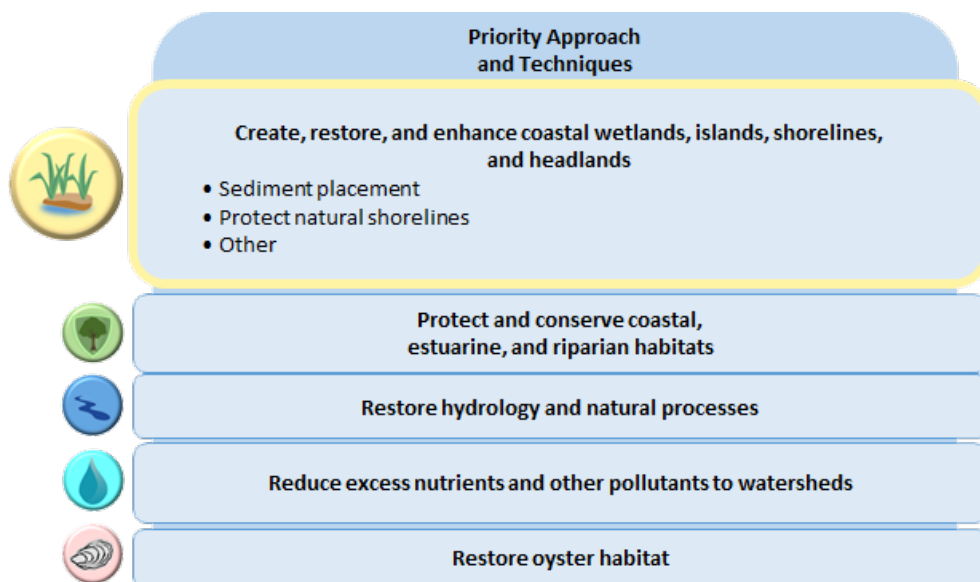 Priority Approach
and Techniques
Create, restore, and enhance coastal wetlands, islands, shorelines,
and headlands
• Sediment placement
• Protect natural shorelines
• Other
Protect and conserve coastal,
estuarine, and riparian habitats
Restore hydrology and natural processes
Reduce excess nutrients and other pollutants to watersheds
Restore oyster habitat